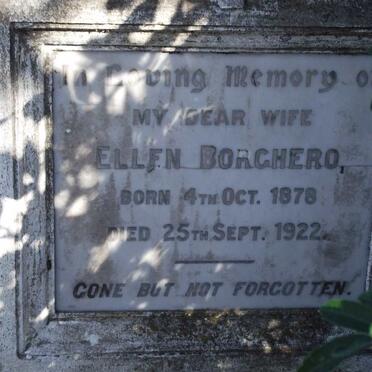 In Loving Memory of
MY DEAR WIFE
ELLEN BORGHERO,
BORN 4TH OCT. 1878
DIED 25TH SEPT. 1922.
GONE BUT NOT FORGOTTEN.